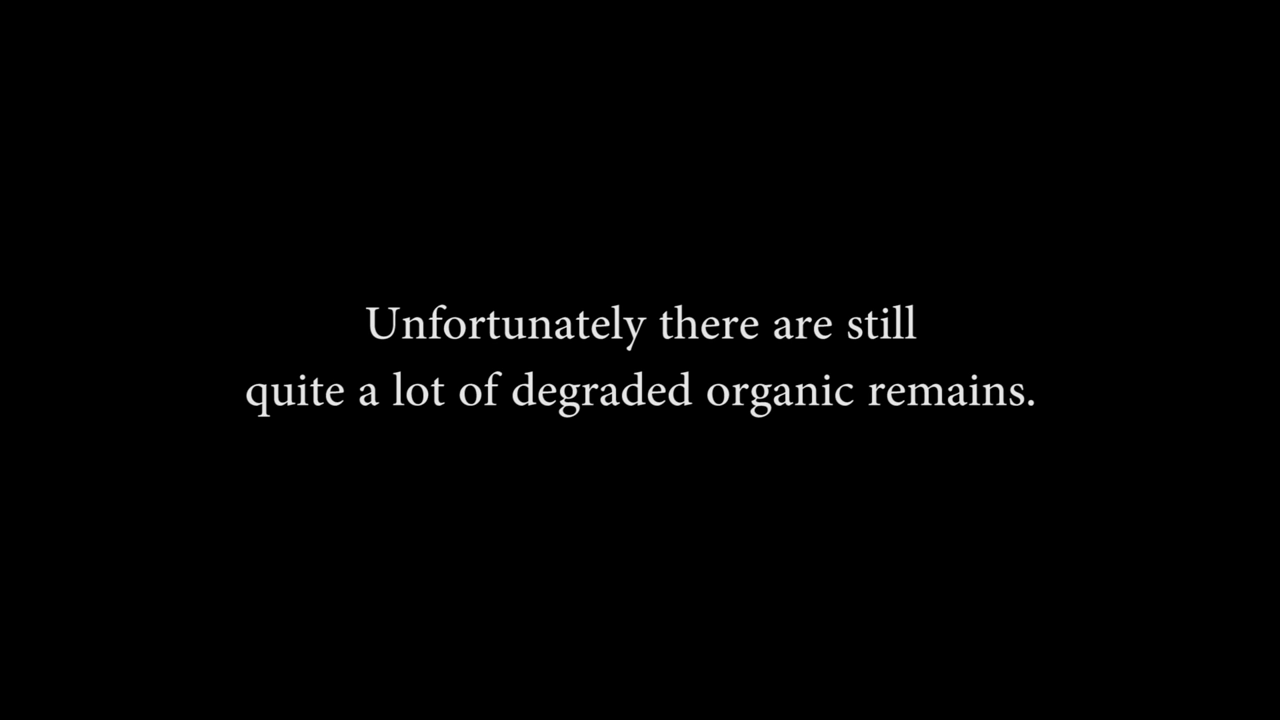 Unfortunately there are still
quite a lot of degraded organic remains.